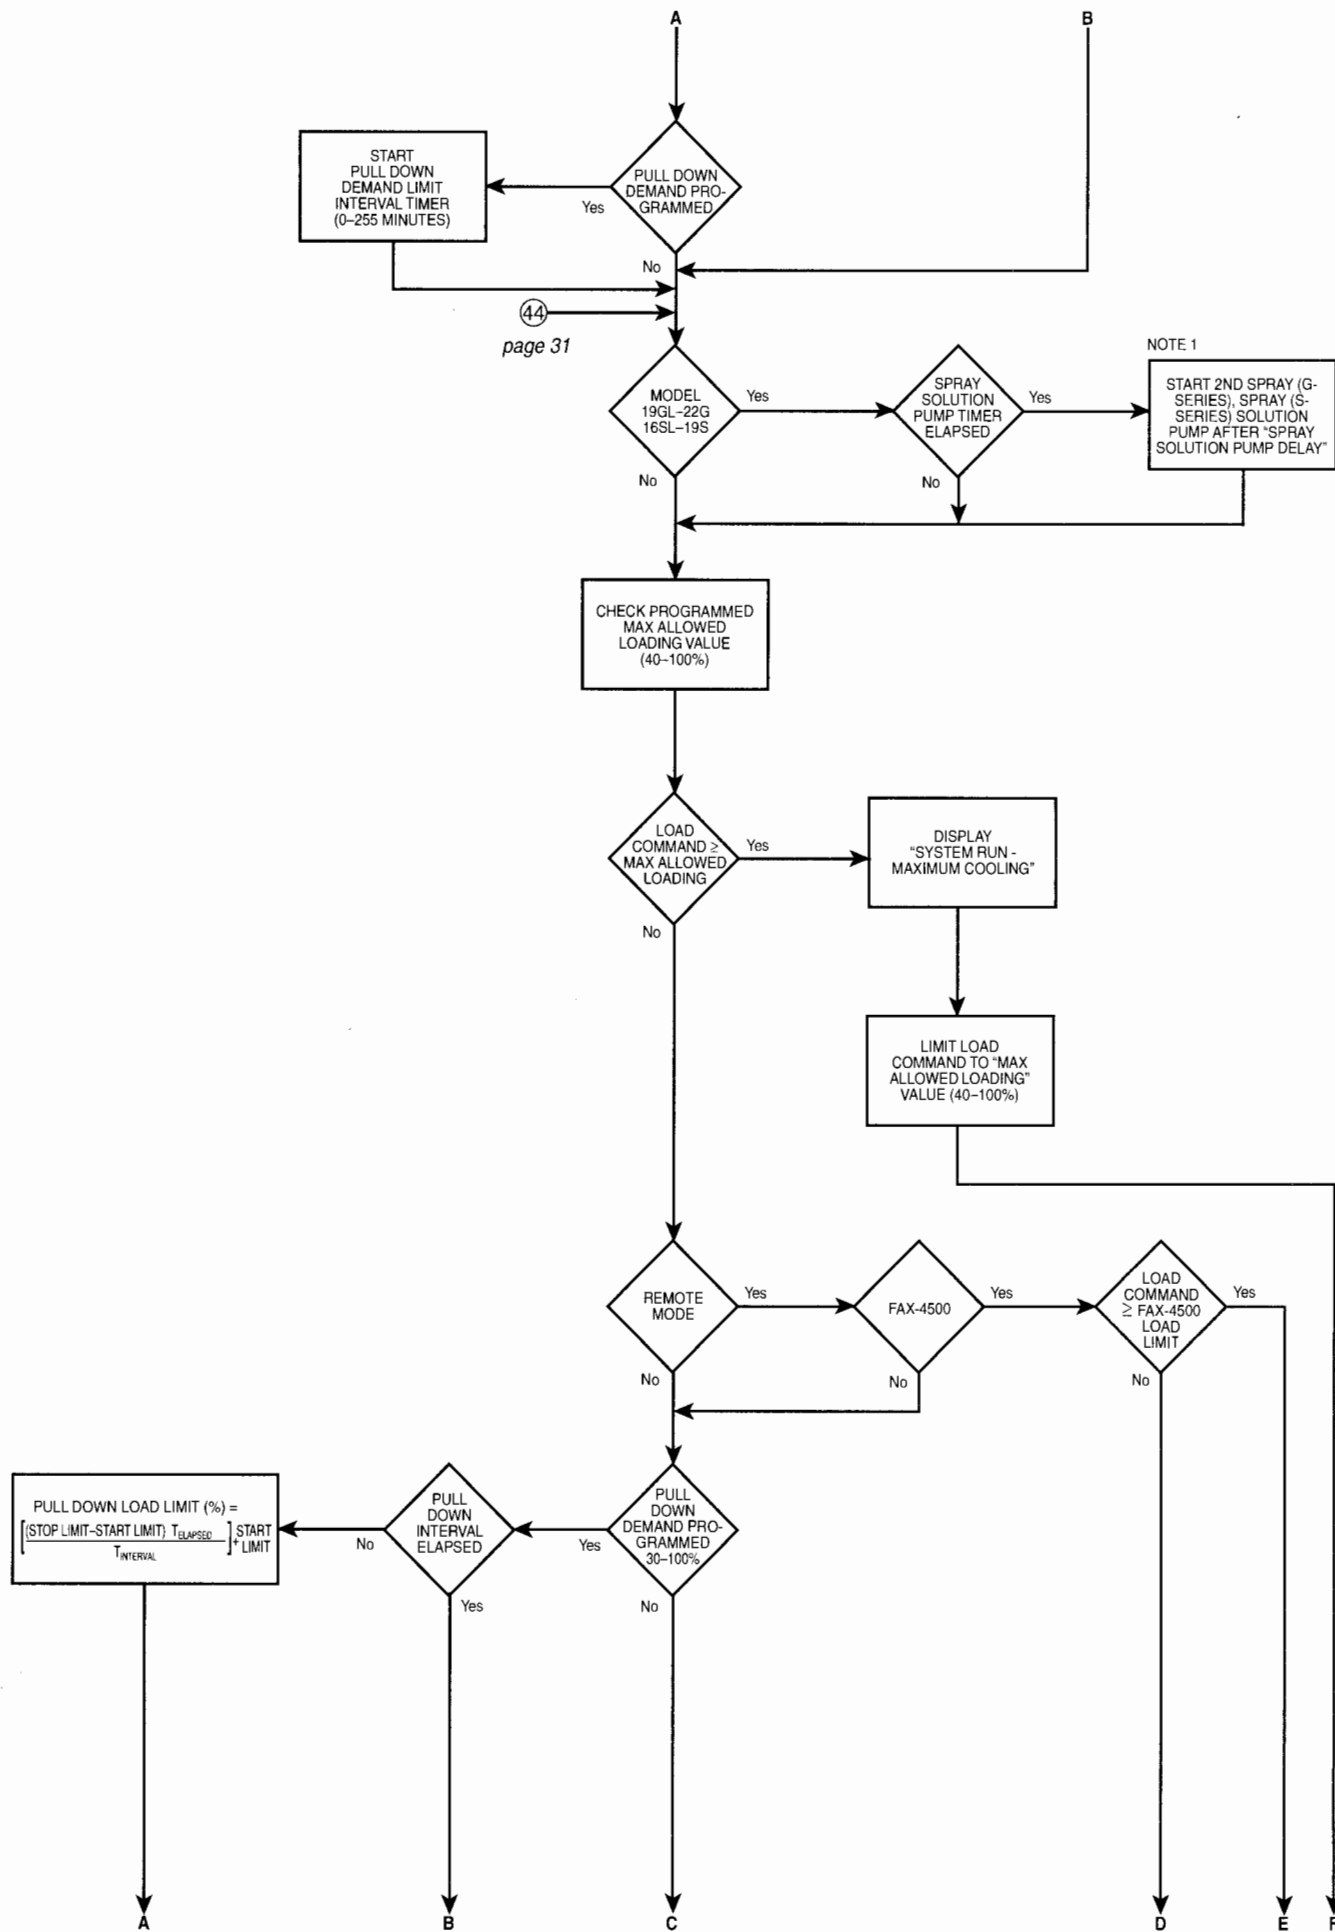 A
B
START
PULL DOWN
DEMAND LIMIT
INTERVAL TIMER
(0–255 MINUTES)
Yes
PULL DOWN
DEMAND PRO-
GRAMMED
No
44
page 31
MODEL
19GL–22G
16SL–19S
Yes
No
SPRAY
SOLUTION
PUMP TIMER
ELAPSED
Yes
No
NOTE 1
START 2ND SPRAY (G-
SERIES), SPRAY (S-
SERIES) SOLUTION
PUMP AFTER “SPRAY
SOLUTION PUMP DELAY”
CHECK PROGRAMMED
MAX ALLOWED
LOADING VALUE
(40–100%)
LOAD
COMMAND ≥
MAX ALLOWED
LOADING
Yes
No
DISPLAY
“SYSTEM RUN -
MAXIMUM COOLING”
LIMIT LOAD
COMMAND TO “MAX
ALLOWED LOADING”
VALUE (40–100%)
REMOTE
MODE
Yes
No
FAX-4500
Yes
No
LOAD
COMMAND
≥ FAX-4500
LOAD
LIMIT
Yes
No
PULL DOWN LOAD LIMIT (%) =
[(STOP LIMIT–START LIMIT) T ELAPSED / T INTERVAL] + START LIMIT
No
PULL
DOWN
INTERVAL
ELAPSED
Yes
Yes
PULL
DOWN
DEMAND PRO-
GRAMMED
30–100%
No
A
B
C
D
E
F